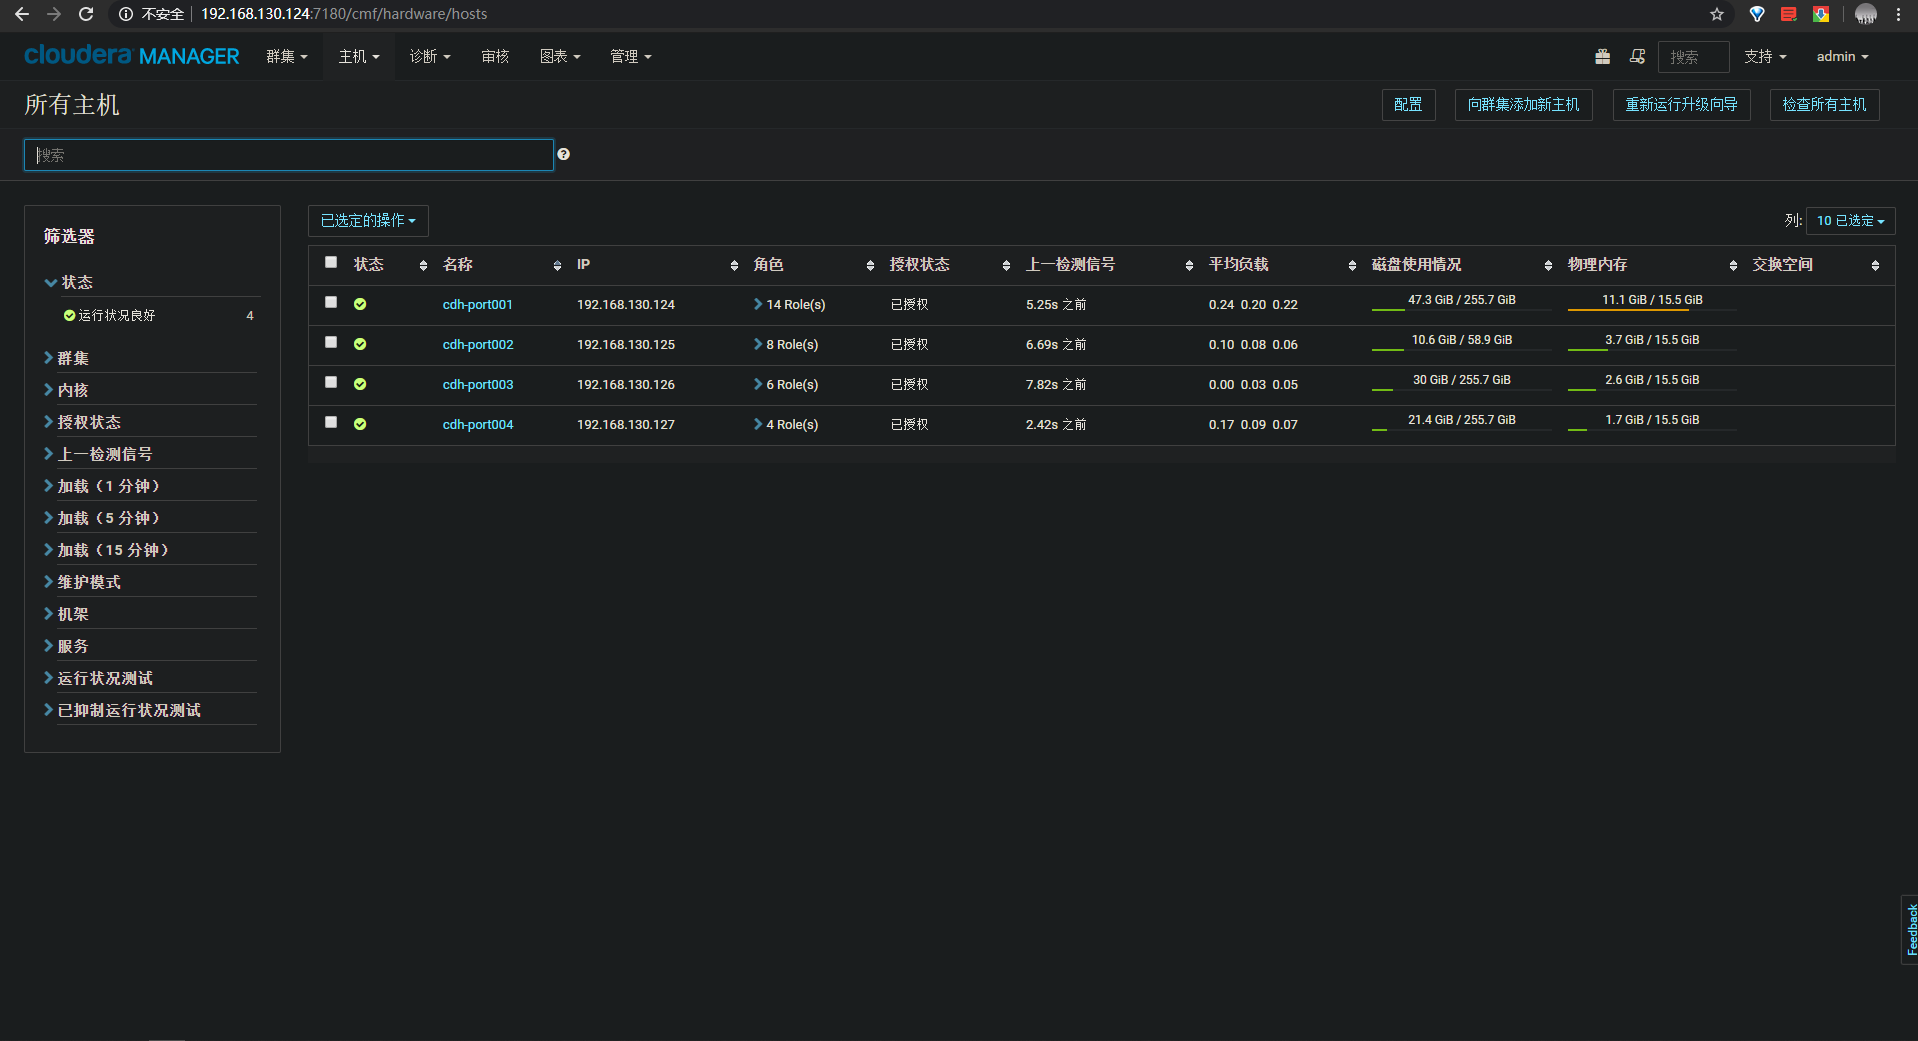 不安全 192.168.130.124:7180/cmf/hardware/hosts
cloudera MANAGER 群集 主机 诊断 审核 图表 管理 搜索 支持 admin
所有主机 配置 向群集添加新主机 重新运行升级向导 检查所有主机
搜索
筛选器
状态
运行状况良好 4
群集
内核
授权状态
上一检测信号
加载（1 分钟）
加载（5 分钟）
加载（15 分钟）
维护模式
机架
服务
运行状况测试
已抑制运行状况测试
已选定的操作 列: 10 已选定
状态 名称 IP 角色 授权状态 上一检测信号 平均负载 磁盘使用情况 物理内存 交换空间
cdh-port001 192.168.130.124 14 Role(s) 已授权 5.25s 之前 0.24 0.20 0.22 47.3 GiB / 255.7 GiB 11.1 GiB / 15.5 GiB
cdh-port002 192.168.130.125 8 Role(s) 已授权 6.69s 之前 0.10 0.08 0.06 10.6 GiB / 58.9 GiB 3.7 GiB / 15.5 GiB
cdh-port003 192.168.130.126 6 Role(s) 已授权 7.82s 之前 0.00 0.03 0.05 30 GiB / 255.7 GiB 2.6 GiB / 15.5 GiB
cdh-port004 192.168.130.127 4 Role(s) 已授权 2.42s 之前 0.17 0.09 0.07 21.4 GiB / 255.7 GiB 1.7 GiB / 15.5 GiB
Feedback